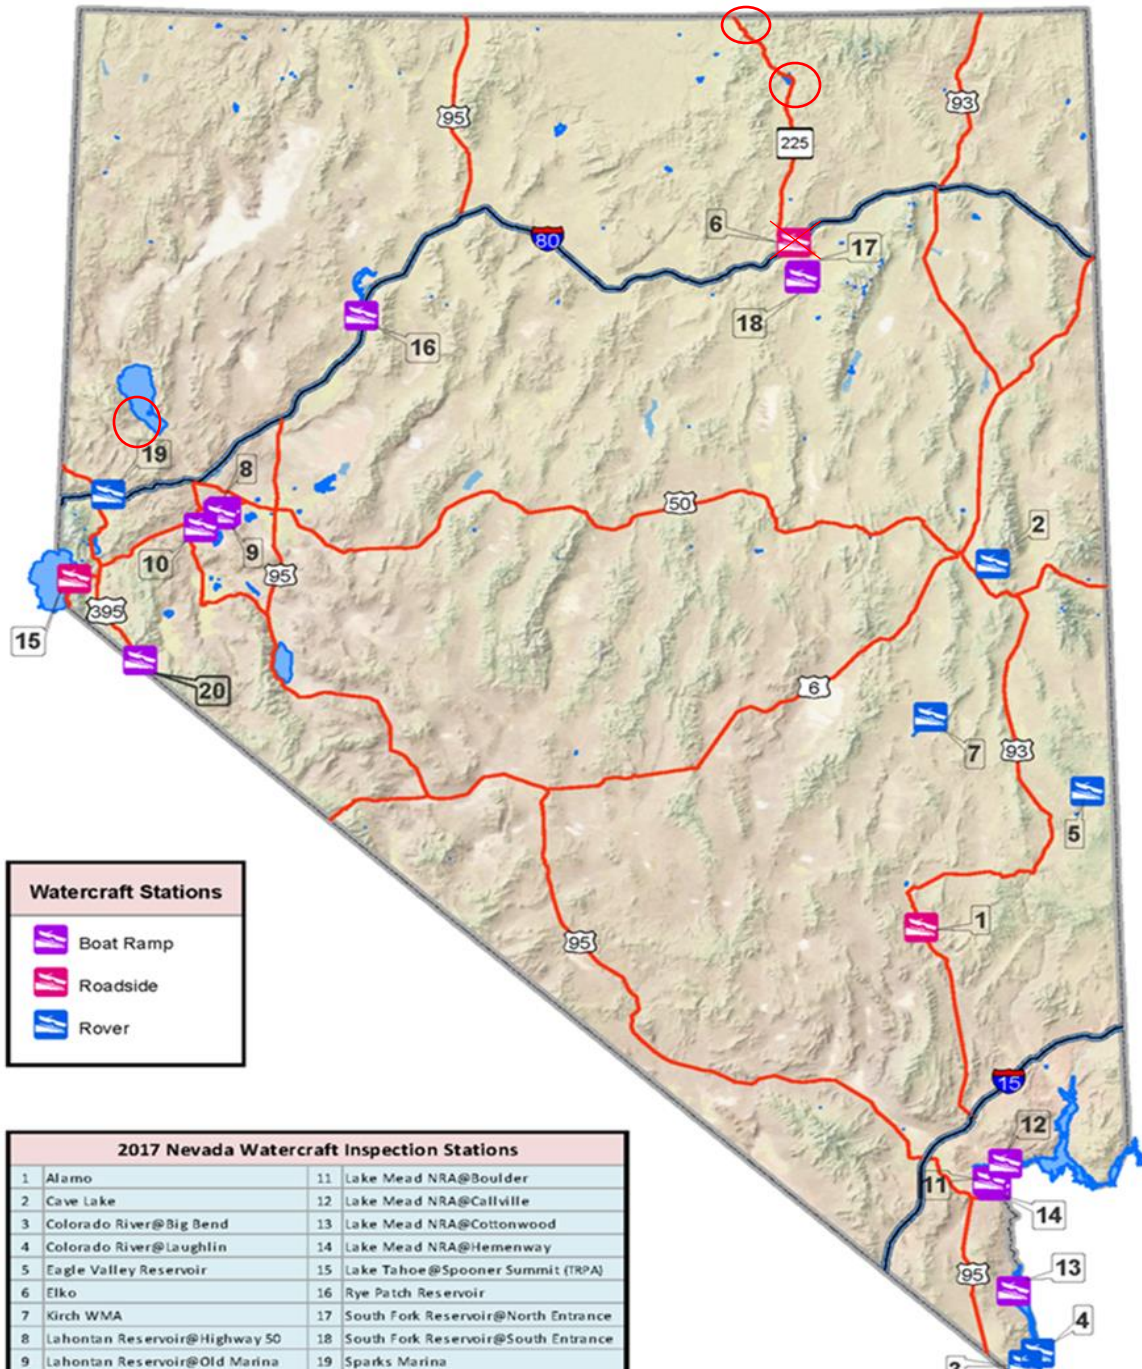 95
93
225
6
17
80
18
16
19
8
50
2
10
9
95
395
15
20
6
7
93
5
Watercraft Stations
Boat Ramp
Roadside
Rover
1
95
15
12
11
14
95
13
4
3
2017 Nevada Watercraft Inspection Stations
1 Alamo 11 Lake Mead NRA@Boulder
2 Cave Lake 12 Lake Mead NRA@Callville
3 Colorado River@Big Bend 13 Lake Mead NRA@Cottonwood
4 Colorado River@Laughlin 14 Lake Mead NRA@Hemenway
5 Eagle Valley Reservoir 15 Lake Tahoe@Spooner Summit (TRPA)
6 Elko 16 Rye Patch Reservoir
7 Kirch WMA 17 South Fork Reservoir@North Entrance
8 Lahontan Reservoir@Highway 50 18 South Fork Reservoir@South Entrance
9 Lahontan Reservoir@Old Marina 19 Sparks Marina